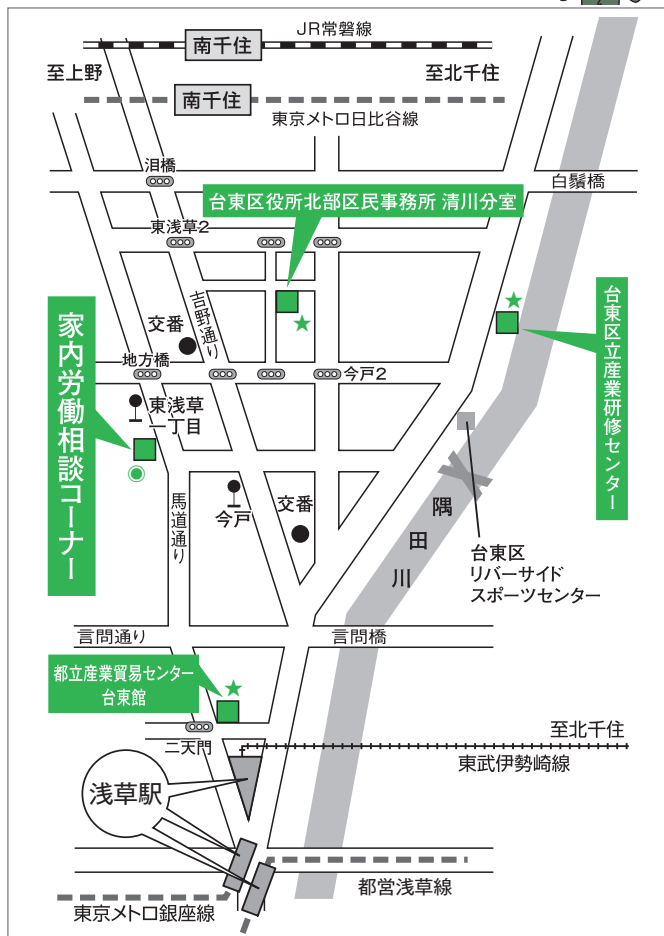 2
JR常磐線
南千住
至上野
至北千住
南千住
東京メトロ日比谷線
泪橋
白鬚橋
台東区役所北部区民事務所 清川分室
東浅草2
吉野通り
交番
台東区立産業研修センター
家内労働相談コーナー
地方橋
今戸2
東浅草
一丁目
馬道通り
今戸
交番
隅田川
台東区
リバーサイド
スポーツセンター
言問通り
言問橋
都立産業貿易センター
台東館
二天門
至北千住
東武伊勢崎線
浅草駅
都営浅草線
東京メトロ銀座線